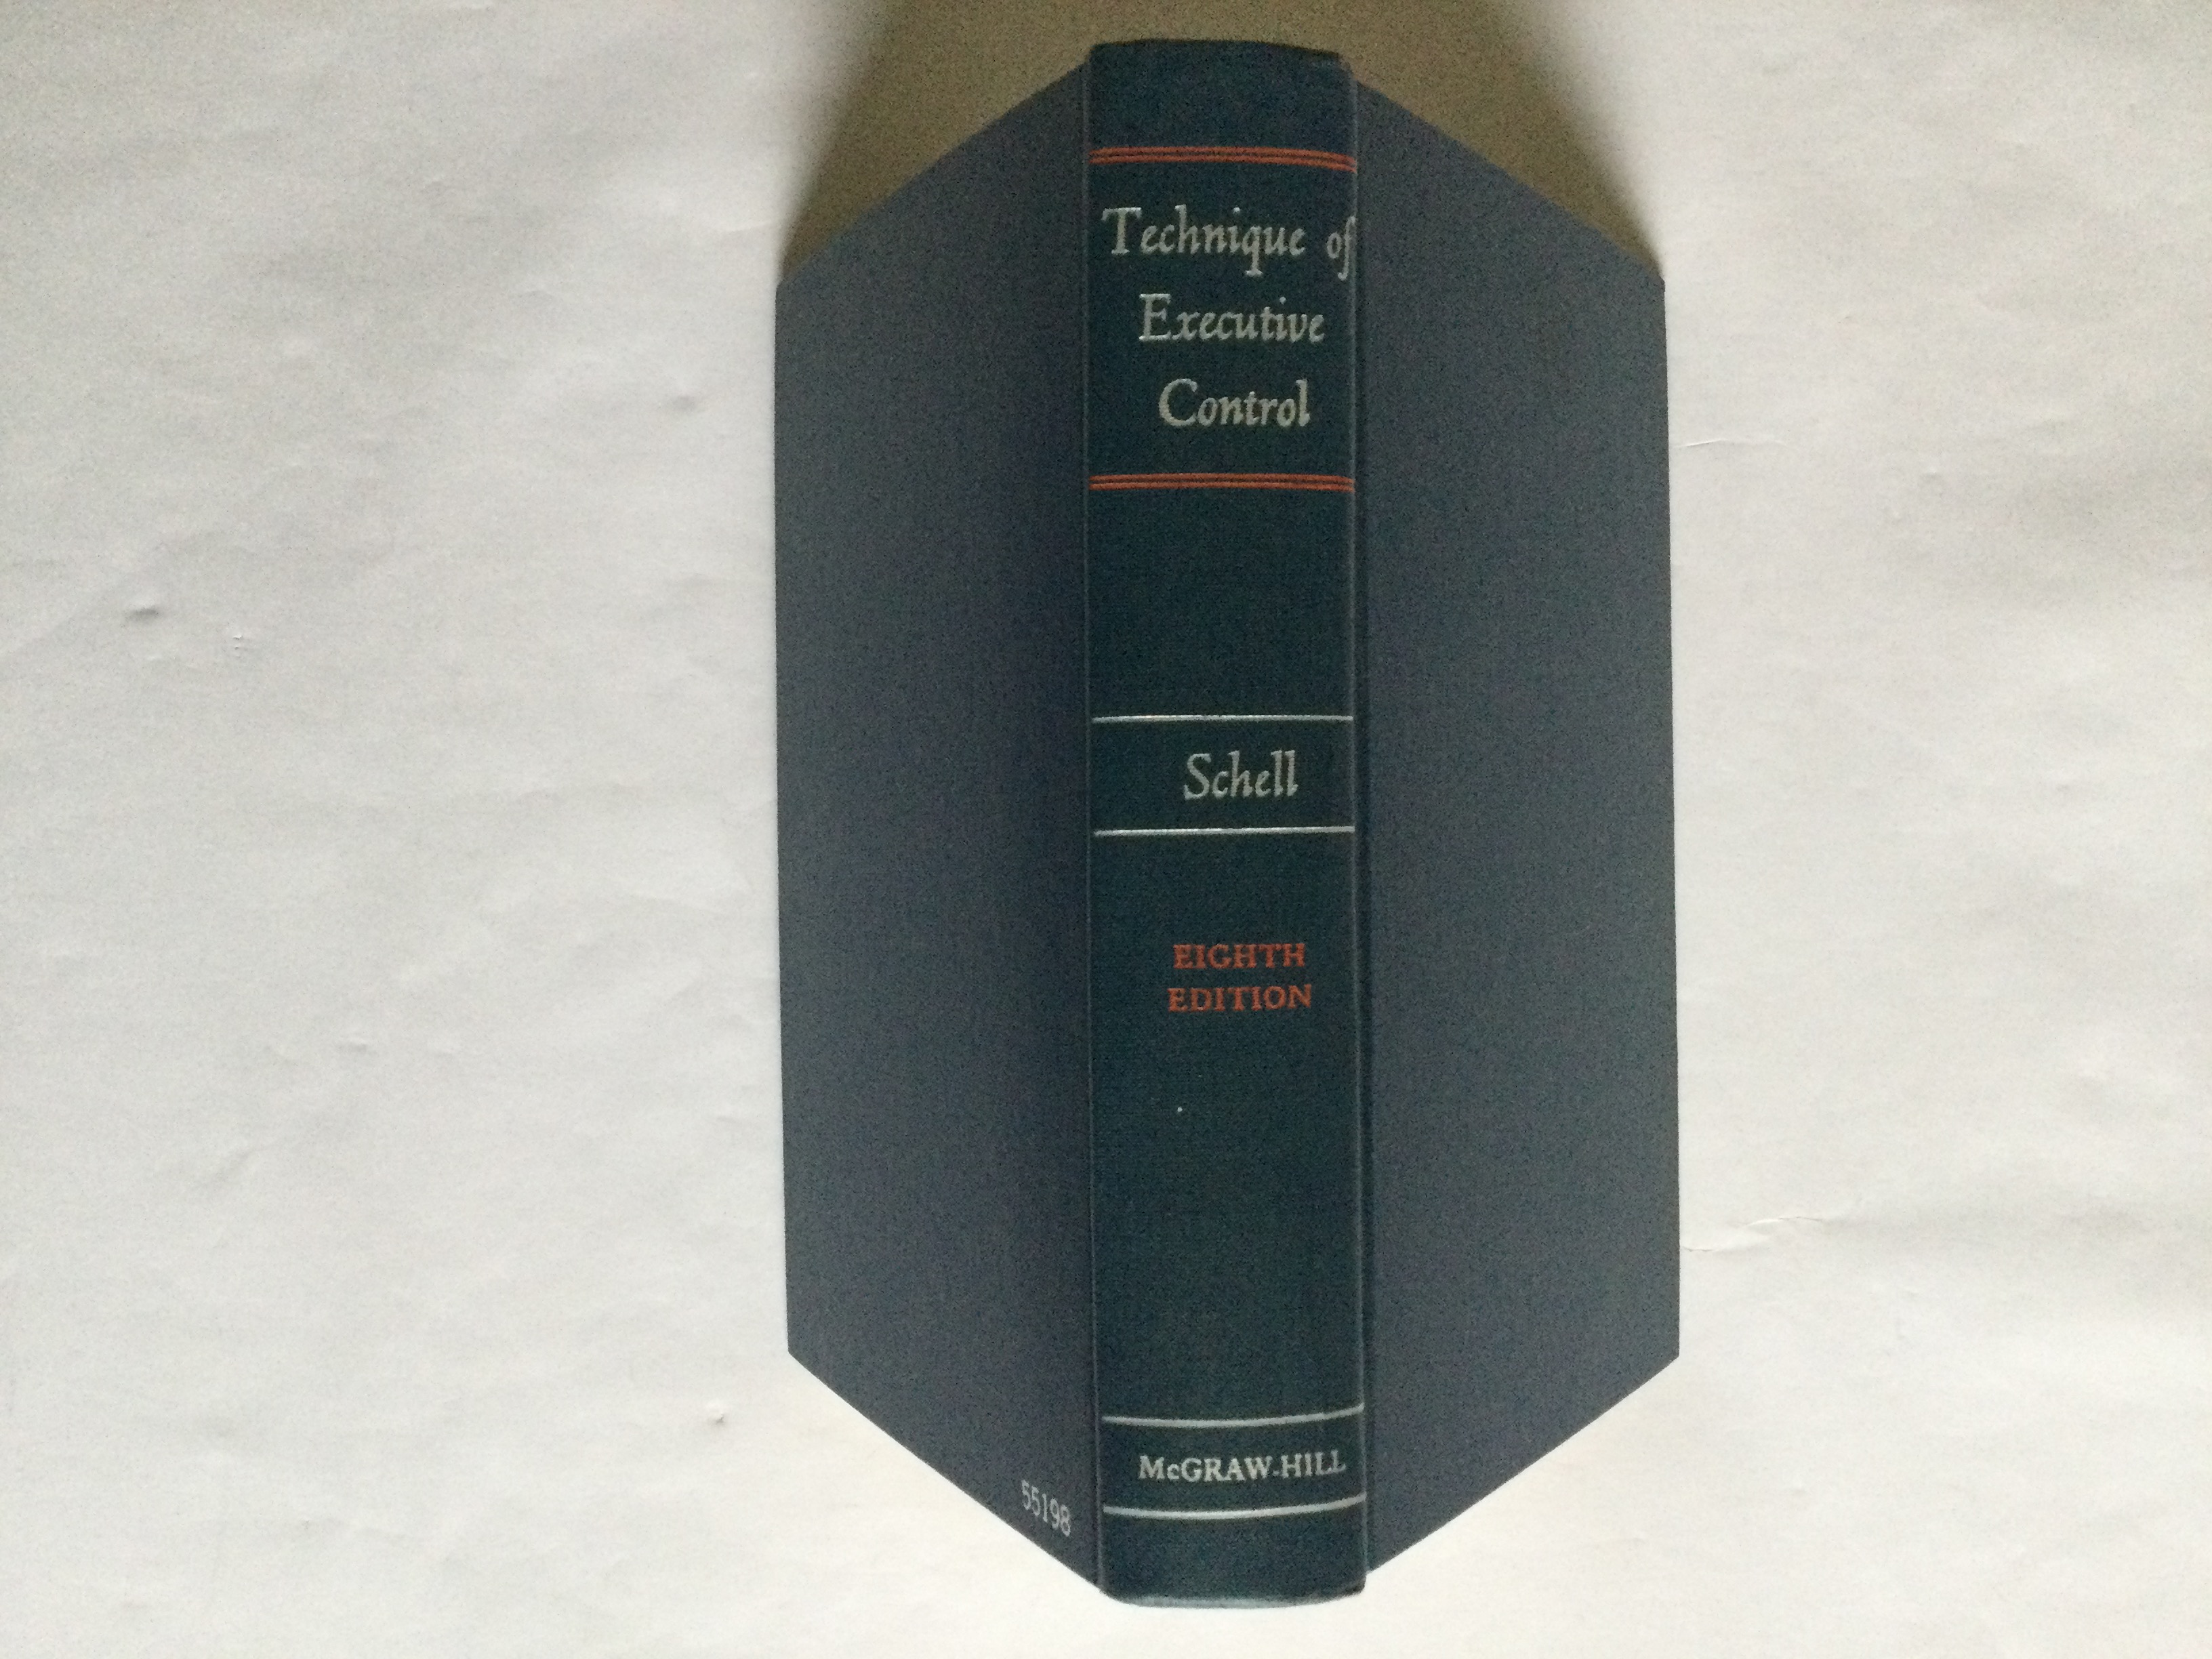 Technique of
Executive
Control
Schell
EIGHTH
EDITION
McGRAW-HILL
55198